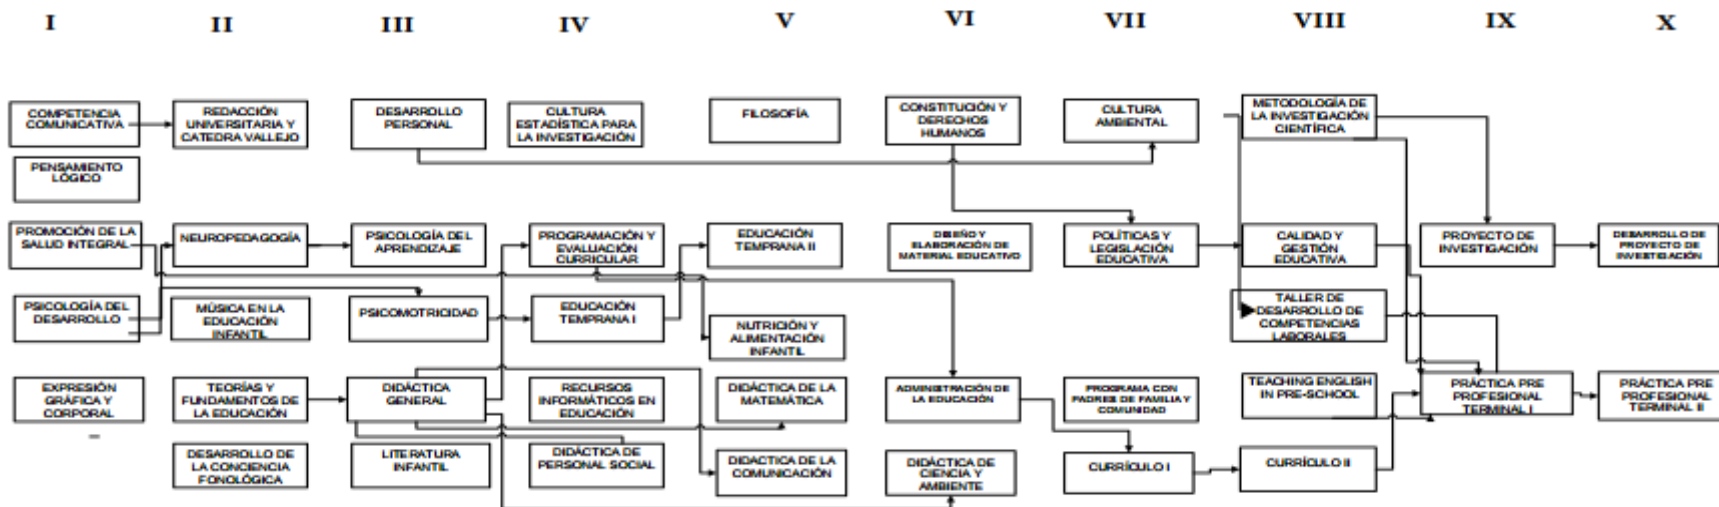 I II III IV V VI VII VIII IX X
COMPETENCIA
COMUNICATIVA
REDACCIÓN
UNIVERSITARIA Y
CATEDRA VALLEJO
DESARROLLO
PERSONAL
CULTURA
ESTADÍSTICA PARA
LA INVESTIGACIÓN
FILOSOFÍA
CONSTITUCIÓN Y
DERECHOS
HUMANOS
CULTURA
AMBIENTAL
METODOLOGÍA DE
LA INVESTIGACIÓN
CIENTÍFICA
PENSAMIENTO
LÓGICO
PROMOCIÓN DE LA
SALUD INTEGRAL
NEUROPEDAGOGÍA
PSICOLOGÍA DEL
APRENDIZAJE
PROGRAMACIÓN Y
EVALUACIÓN
CURRICULAR
EDUCACIÓN
TEMPRANA II
DISEÑO Y
ELABORACIÓN DE
MATERIAL EDUCATIVO
POLÍTICAS Y
LEGISLACIÓN
EDUCATIVA
CALIDAD Y
GESTIÓN
EDUCATIVA
PROYECTO DE
INVESTIGACIÓN
DESARROLLO DE
PROYECTO DE
INVESTIGACIÓN
PSICOLOGÍA DEL
DESARROLLO
MÚSICA EN LA
EDUCACIÓN
INFANTIL
PSICOMOTRICIDAD
EDUCACIÓN
TEMPRANA I
NUTRICIÓN Y
ALIMENTACIÓN
INFANTIL
TALLER DE
DESARROLLO DE
COMPETENCIAS
LABORALES
EXPRESIÓN
GRÁFICA Y
CORPORAL
TEORÍAS Y
FUNDAMENTOS DE
LA EDUCACIÓN
DIDÁCTICA
GENERAL
RECURSOS
INFORMÁTICOS EN
EDUCACIÓN
DIDÁCTICA DE LA
MATEMÁTICA
ADMINISTRACIÓN DE
LA EDUCACIÓN
PROGRAMA CON
PADRES DE FAMILIA Y
COMUNIDAD
TEACHING ENGLISH
IN PRE-SCHOOL
PRÁCTICA PRE
PROFESIONAL
TERMINAL I
PRÁCTICA PRE
PROFESIONAL
TERMINAL II
DESARROLLO DE
LA CONCIENCIA
FONOLÓGICA
LITERATURA
INFANTIL
DIDÁCTICA DE
PERSONAL SOCIAL
DIDACTICA DE LA
COMUNICACIÓN
DIDÁCTICA DE
CIENCIA Y
AMBIENTE
CURRÍCULO I
CURRÍCULO II